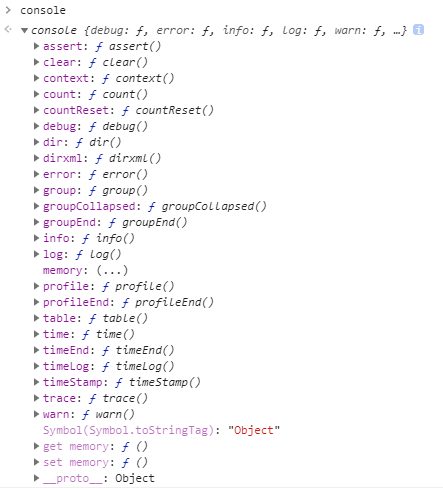 > console
console {debug: ƒ, error: ƒ, info: ƒ, log: ƒ, warn: ƒ, …} i
assert: ƒ assert()
clear: ƒ clear()
context: ƒ context()
count: ƒ count()
countReset: ƒ countReset()
debug: ƒ debug()
dir: ƒ dir()
dirxml: ƒ dirxml()
error: ƒ error()
group: ƒ group()
groupCollapsed: ƒ groupCollapsed()
groupEnd: ƒ groupEnd()
info: ƒ info()
log: ƒ log()
memory: (...)
profile: ƒ profile()
profileEnd: ƒ profileEnd()
table: ƒ table()
time: ƒ time()
timeEnd: ƒ timeEnd()
timeLog: ƒ timeLog()
timeStamp: ƒ timeStamp()
trace: ƒ trace()
warn: ƒ warn()
Symbol(Symbol.toStringTag): "Object"
get memory: ƒ ()
set memory: ƒ ()
__proto__: Object